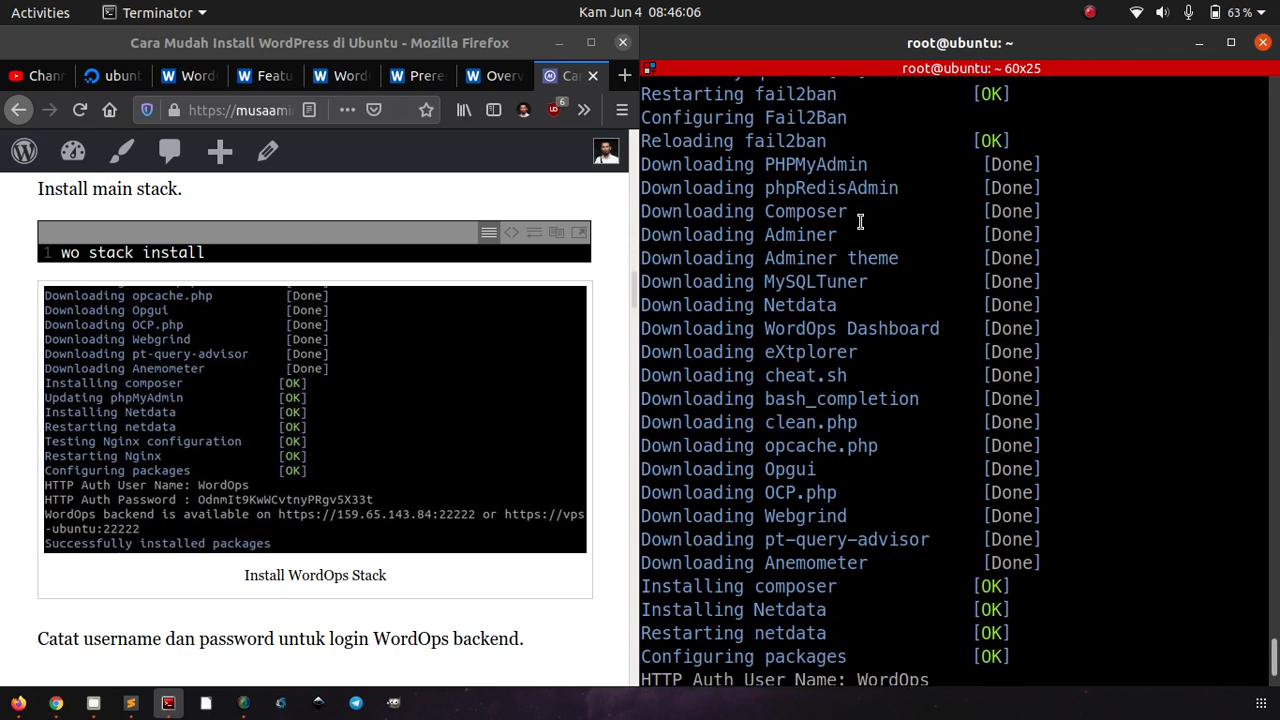 Activities
Terminator
Kam Jun 4 08:46:06
63 %
Cara Mudah Install WordPress di Ubuntu - Mozilla Firefox
root@ubuntu: ~
Chann
ubunt
Word
Featu
Word
Prere
Overv
Car
root@ubuntu: ~ 60x25
https://musaami
6
Install main stack.
1 wo stack install
Downloading opcache.php [Done]
Downloading Opgui [Done]
Downloading OCP.php [Done]
Downloading Webgrind [Done]
Downloading pt-query-advisor [Done]
Downloading Anemometer [Done]
Installing composer [OK]
Updating phpMyAdmin [OK]
Installing Netdata [OK]
Restarting netdata [OK]
Testing Nginx configuration [OK]
Restarting Nginx [OK]
Configuring packages [OK]
HTTP Auth User Name: WordOps
HTTP Auth Password : OdnmIt9KwWCvtnyPRgv5X33t
WordOps backend is available on https://159.65.143.84:22222 or https://vps
-ubuntu:22222
Successfully installed packages
Install WordOps Stack
Catat username dan password untuk login WordOps backend.
Restarting fail2ban [OK]
Configuring Fail2Ban
Reloading fail2ban [OK]
Downloading PHPMyAdmin [Done]
Downloading phpRedisAdmin [Done]
Downloading Composer [Done]
Downloading Adminer [Done]
Downloading Adminer theme [Done]
Downloading MySQLTuner [Done]
Downloading Netdata [Done]
Downloading WordOps Dashboard [Done]
Downloading eXtplorer [Done]
Downloading cheat.sh [Done]
Downloading bash_completion [Done]
Downloading clean.php [Done]
Downloading opcache.php [Done]
Downloading Opgui [Done]
Downloading OCP.php [Done]
Downloading Webgrind [Done]
Downloading pt-query-advisor [Done]
Downloading Anemometer [Done]
Installing composer [OK]
Installing Netdata [OK]
Restarting netdata [OK]
Configuring packages [OK]
HTTP Auth User Name: WordOps